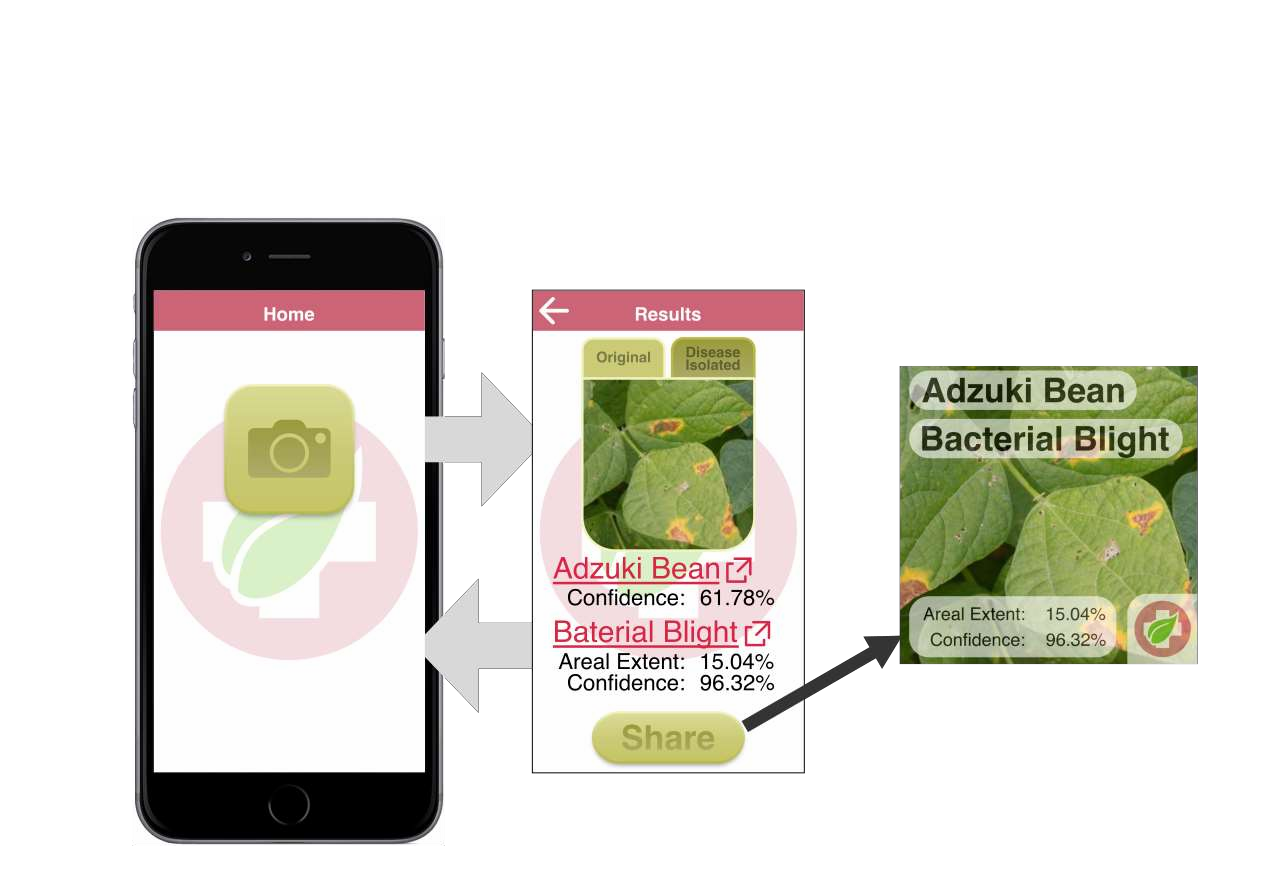 Home
Results
Original
Disease
Isolated
Adzuki Bean
Confidence: 61.78%
Baterial Blight
Areal Extent: 15.04%
Confidence: 96.32%
Share
Adzuki Bean
Bacterial Blight
Areal Extent: 15.04%
Confidence: 96.32%